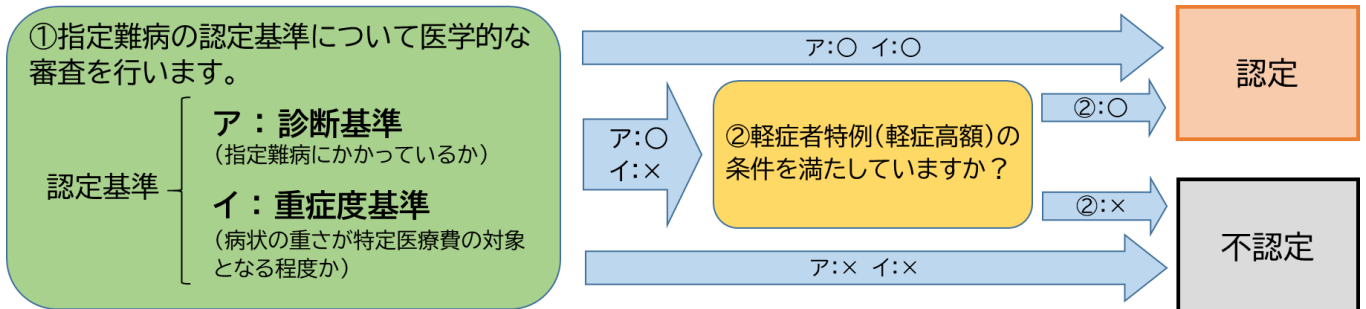 ①指定難病の認定基準について医学的な
審査を行います。
認定基準
ア：診断基準
（指定難病にかかっているか）
イ：重症度基準
（病状の重さが特定医療費の対象
となる程度か）
ア：〇 イ：〇
ア：〇
イ：×
②軽症者特例（軽症高額）の
条件を満たしていますか？
②：〇
②：×
ア：× イ：×
認定
不認定